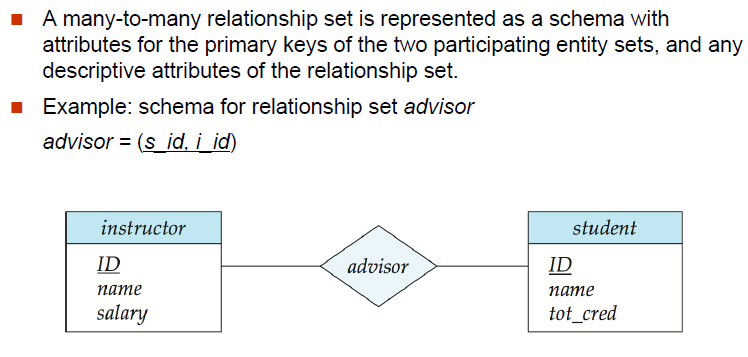 A many-to-many relationship set is represented as a schema with
attributes for the primary keys of the two participating entity sets, and any
descriptive attributes of the relationship set.
Example: schema for relationship set advisor
advisor = (s_id, i_id)
instructor
ID
name
salary
advisor
student
ID
name
tot_cred